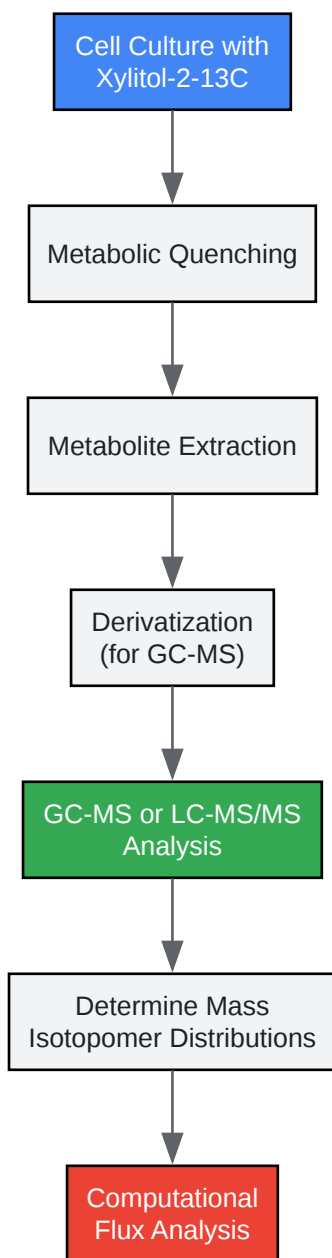 Cell Culture with
Xylitol-2-13C
Metabolic Quenching
Metabolite Extraction
Derivatization
(for GC-MS)
GC-MS or LC-MS/MS
Analysis
Determine Mass
Isotopomer Distributions
Computational
Flux Analysis